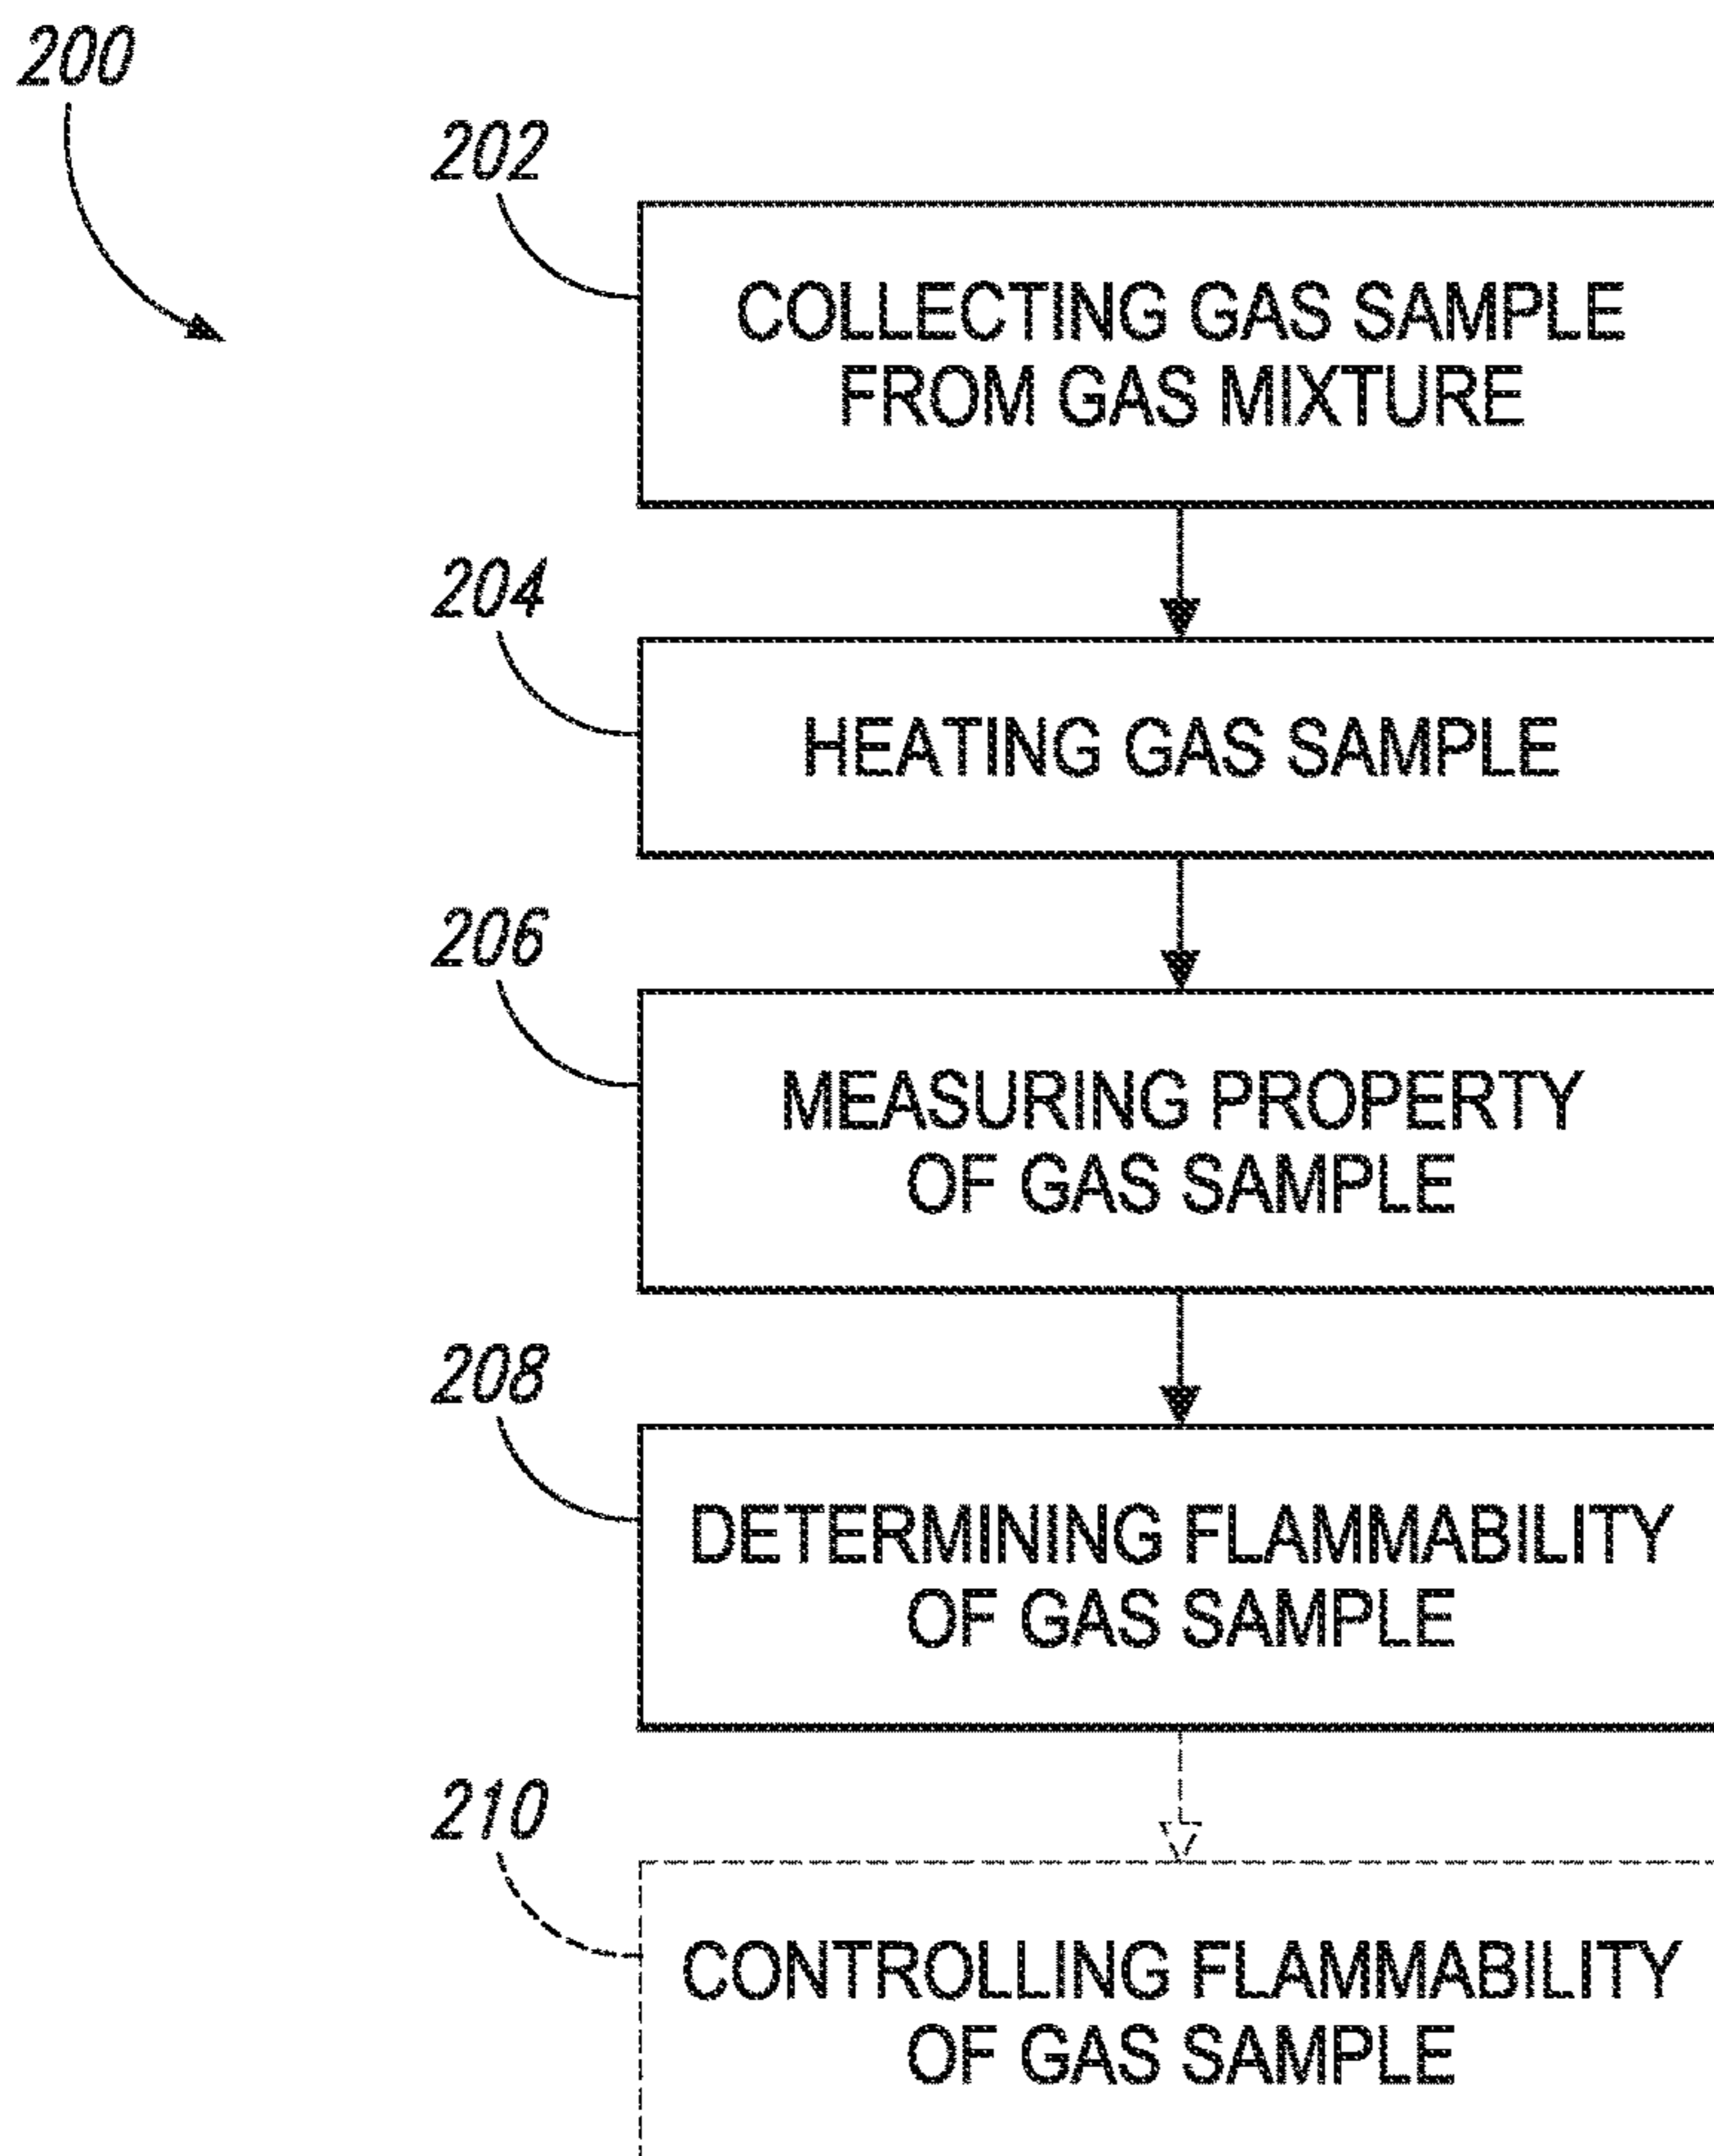 200
202
COLLECTING GAS SAMPLE
FROM GAS MIXTURE
204
HEATING GAS SAMPLE
206
MEASURING PROPERTY
OF GAS SAMPLE
208
DETERMINING FLAMMABILITY
OF GAS SAMPLE
210
CONTROLLING FLAMMABILITY
OF GAS SAMPLE